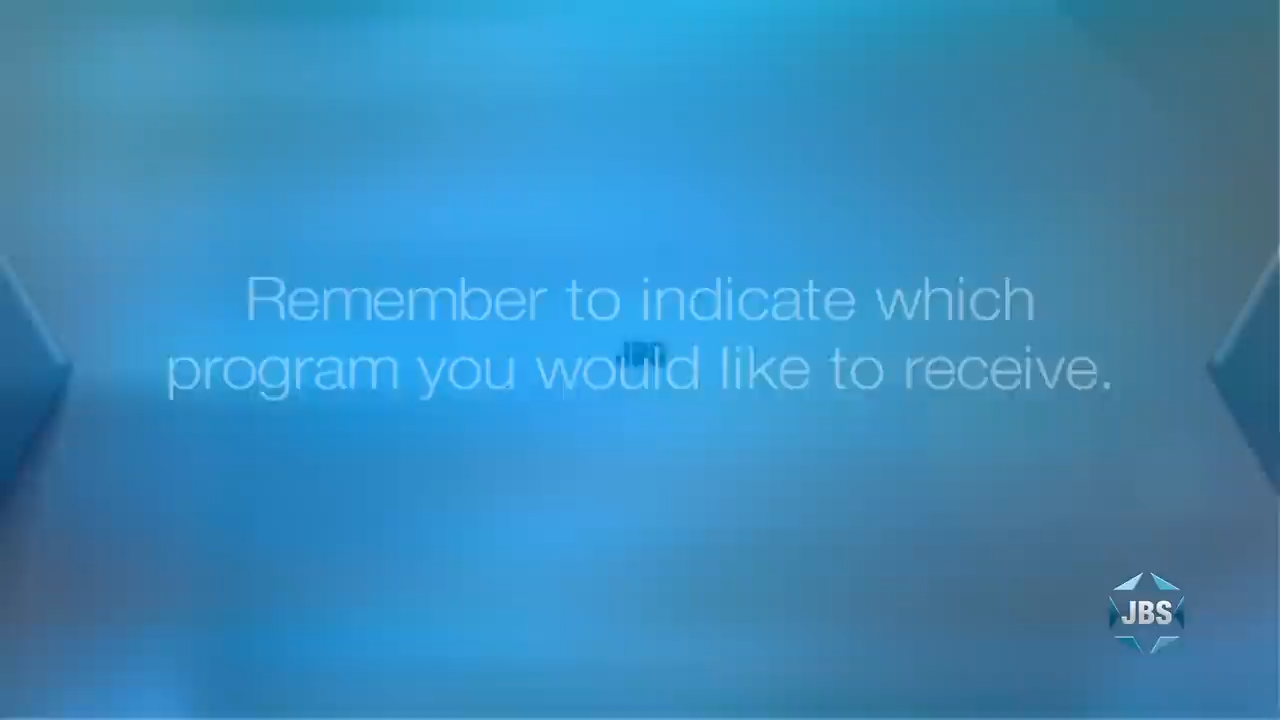 Remember to indicate which
program you would like to receive.
JBS